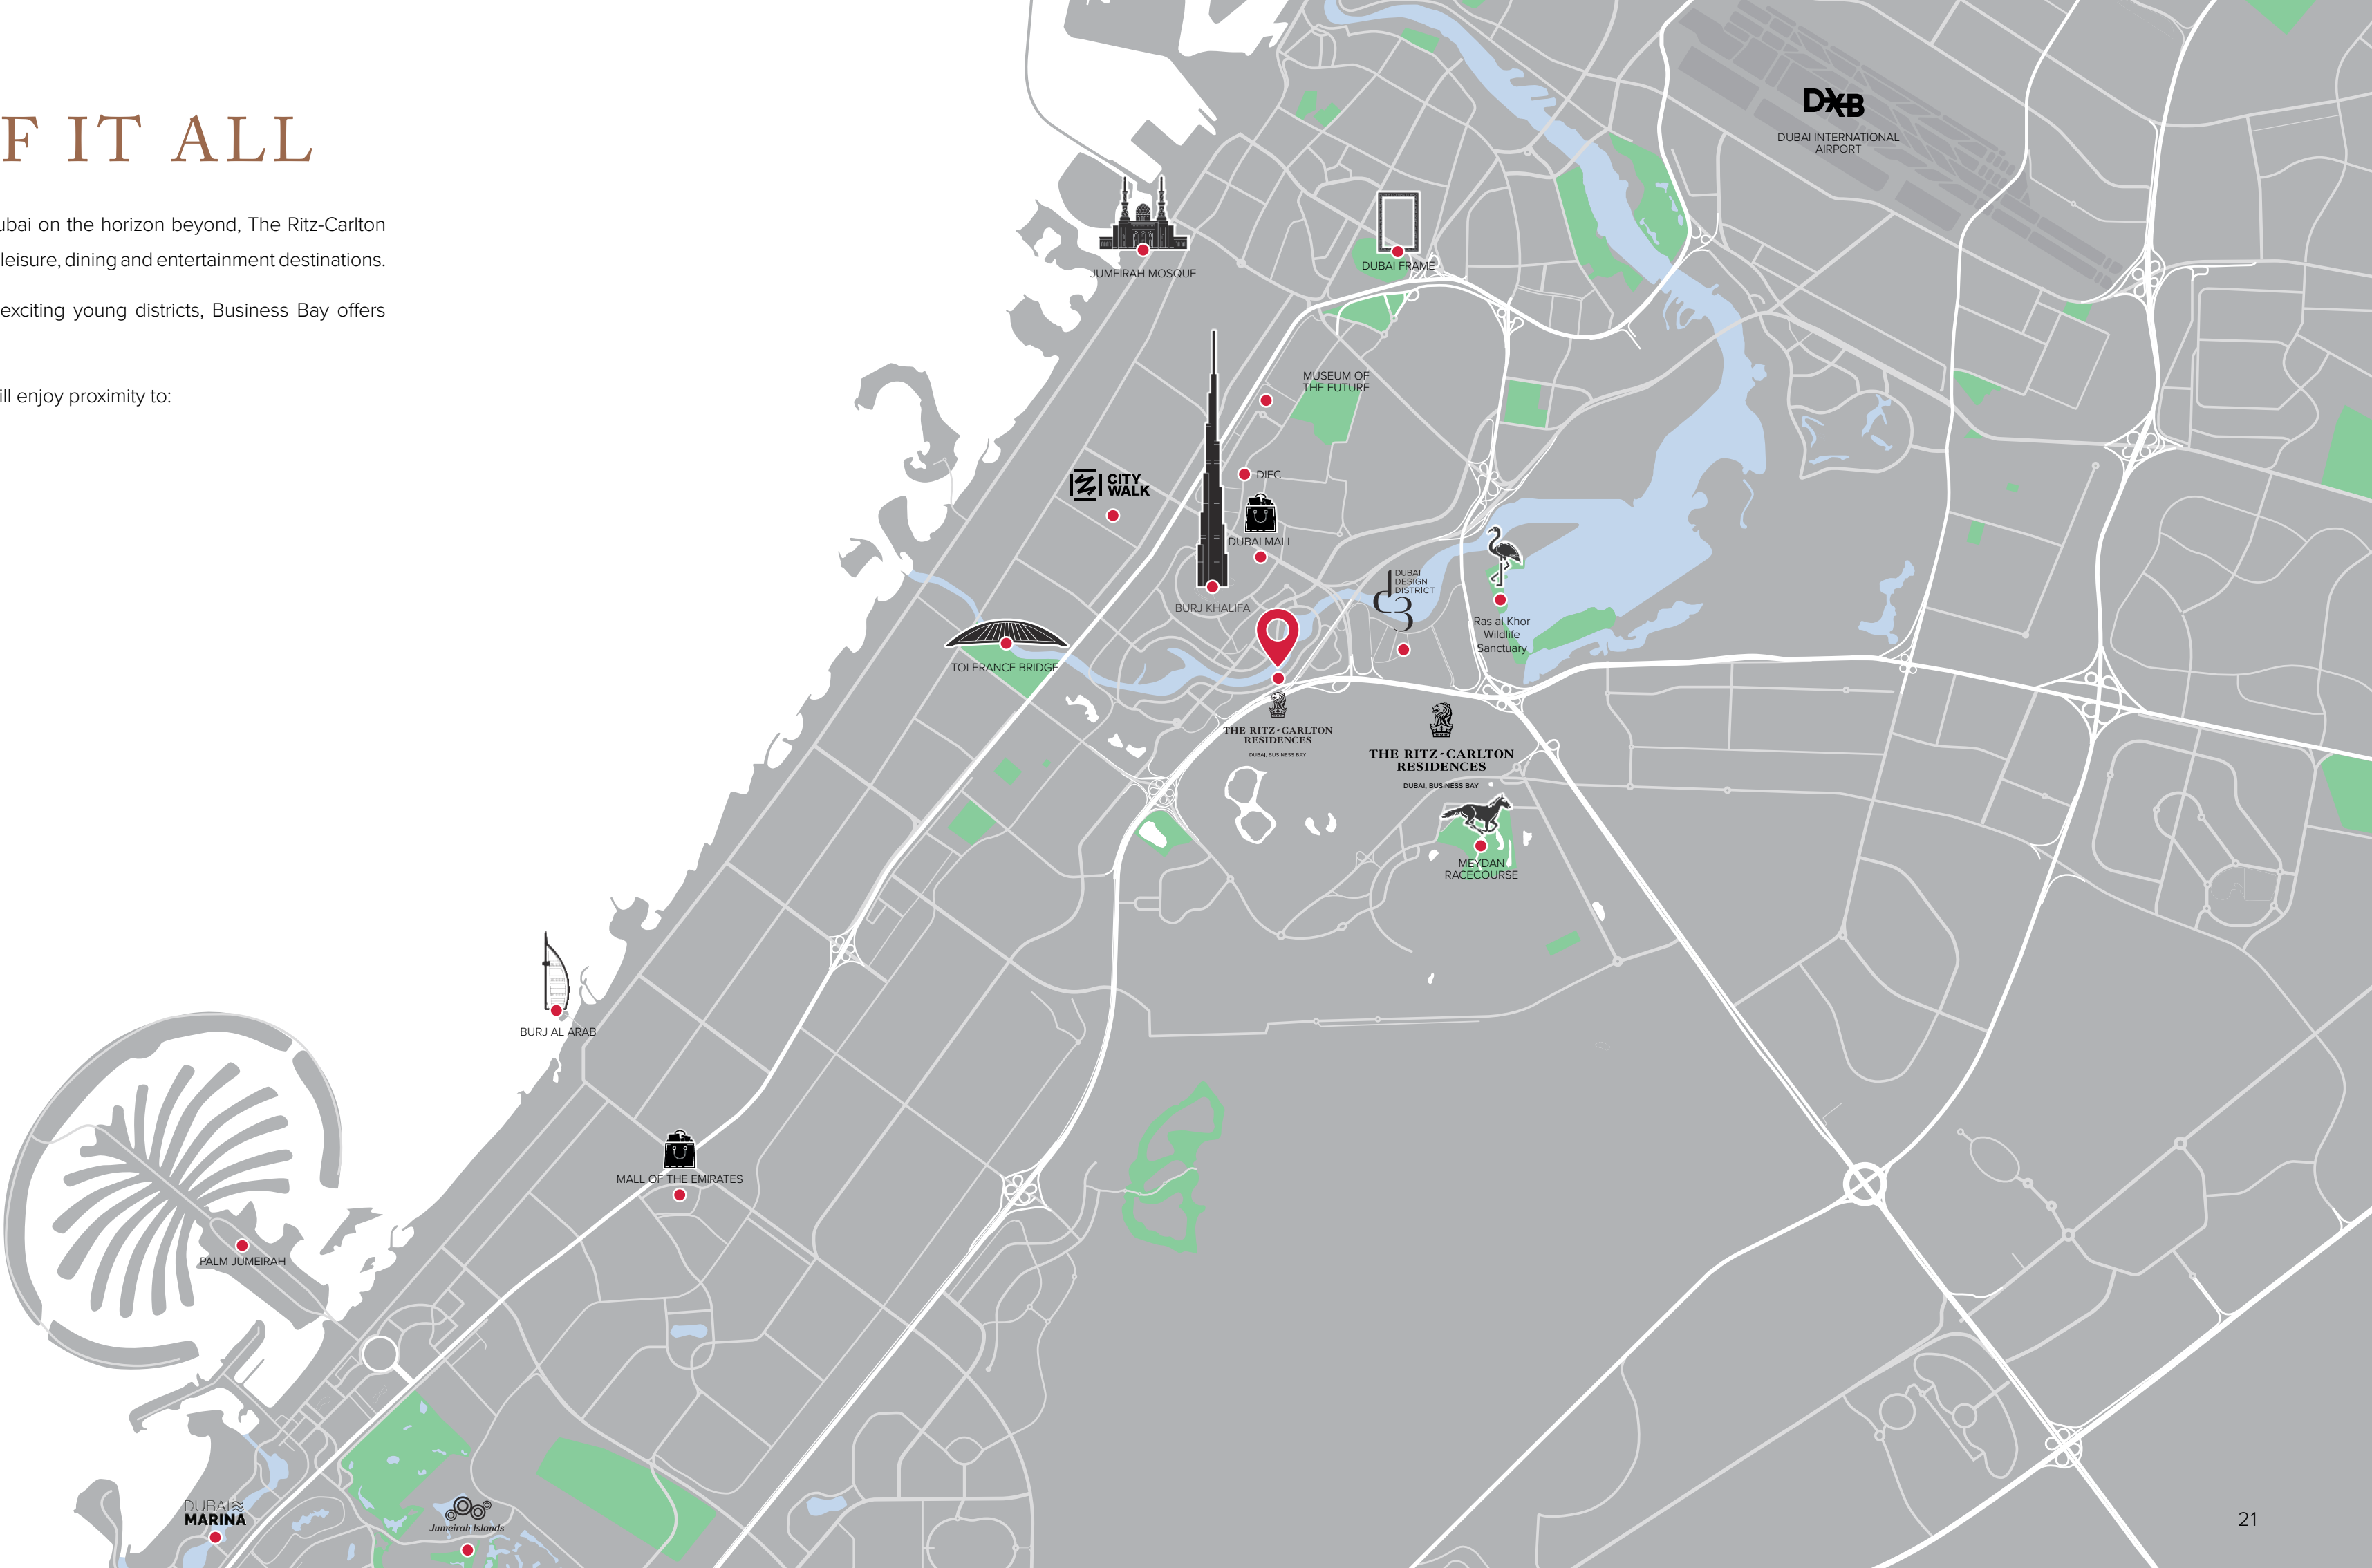 F IT ALL
ubai on the horizon beyond, The Ritz-Carlton
leisure, dining and entertainment destinations.
exciting young districts, Business Bay offers
ill enjoy proximity to:
DXB
DUBAI INTERNATIONAL
AIRPORT
JUMEIRAH MOSQUE
DUBAI FRAME
MUSEUM OF
THE FUTURE
CITY
WALK
DIFC
DUBAI MALL
BURJ KHALIFA
d3
DUBAI
DESIGN
DISTRICT
Ras al Khor
Wildlife
Sanctuary
TOLERANCE BRIDGE
THE RITZ-CARLTON
RESIDENCES
DUBAI, BUSINESS BAY
THE RITZ-CARLTON
RESIDENCES
DUBAI, BUSINESS BAY
MEYDAN
RACECOURSE
BURJ AL ARAB
MALL OF THE EMIRATES
PALM JUMEIRAH
DUBAI
MARINA
Jumeirah Islands
21